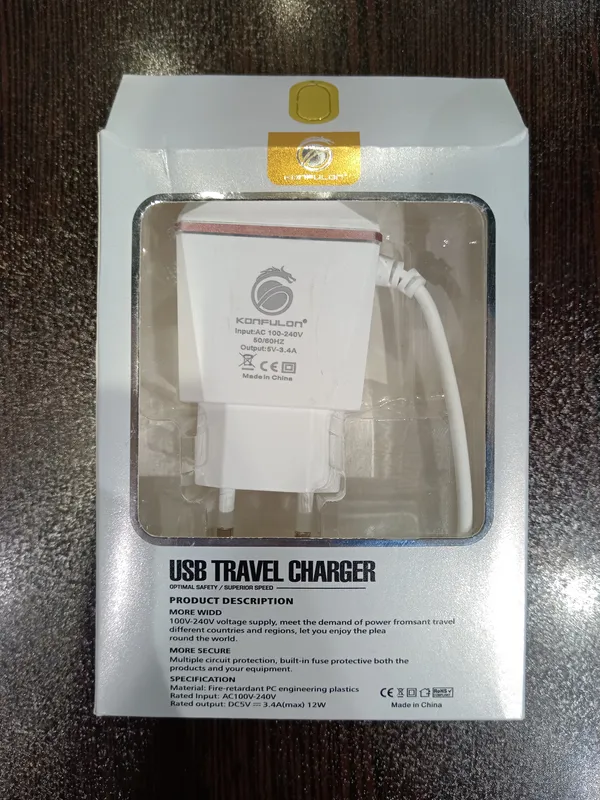 KONFULON®
KONFULON®
Input:AC 100-240V
50/60HZ
Output:5V-3.4A
CE
Made in China
USB TRAVEL CHARGER
OPTIMAL SAFETY / SUPERIOR SPEED
PRODUCT DESCRIPTION
MORE WIDD
100V-240V voltage supply, meet the demand of power fromsant travel
different countries and regions, let you enjoy the plea
round the world.
MORE SECURE
Multiple circuit protection, built-in fuse protective both the
products and your equipment.
SPECIFICATION
Material: Fire-retardant PC engineering plastics
Rated Input: AC100V-240V
Rated output: DC5V ⎓ 3.4A(max) 12W
CE RoHS
Made in China